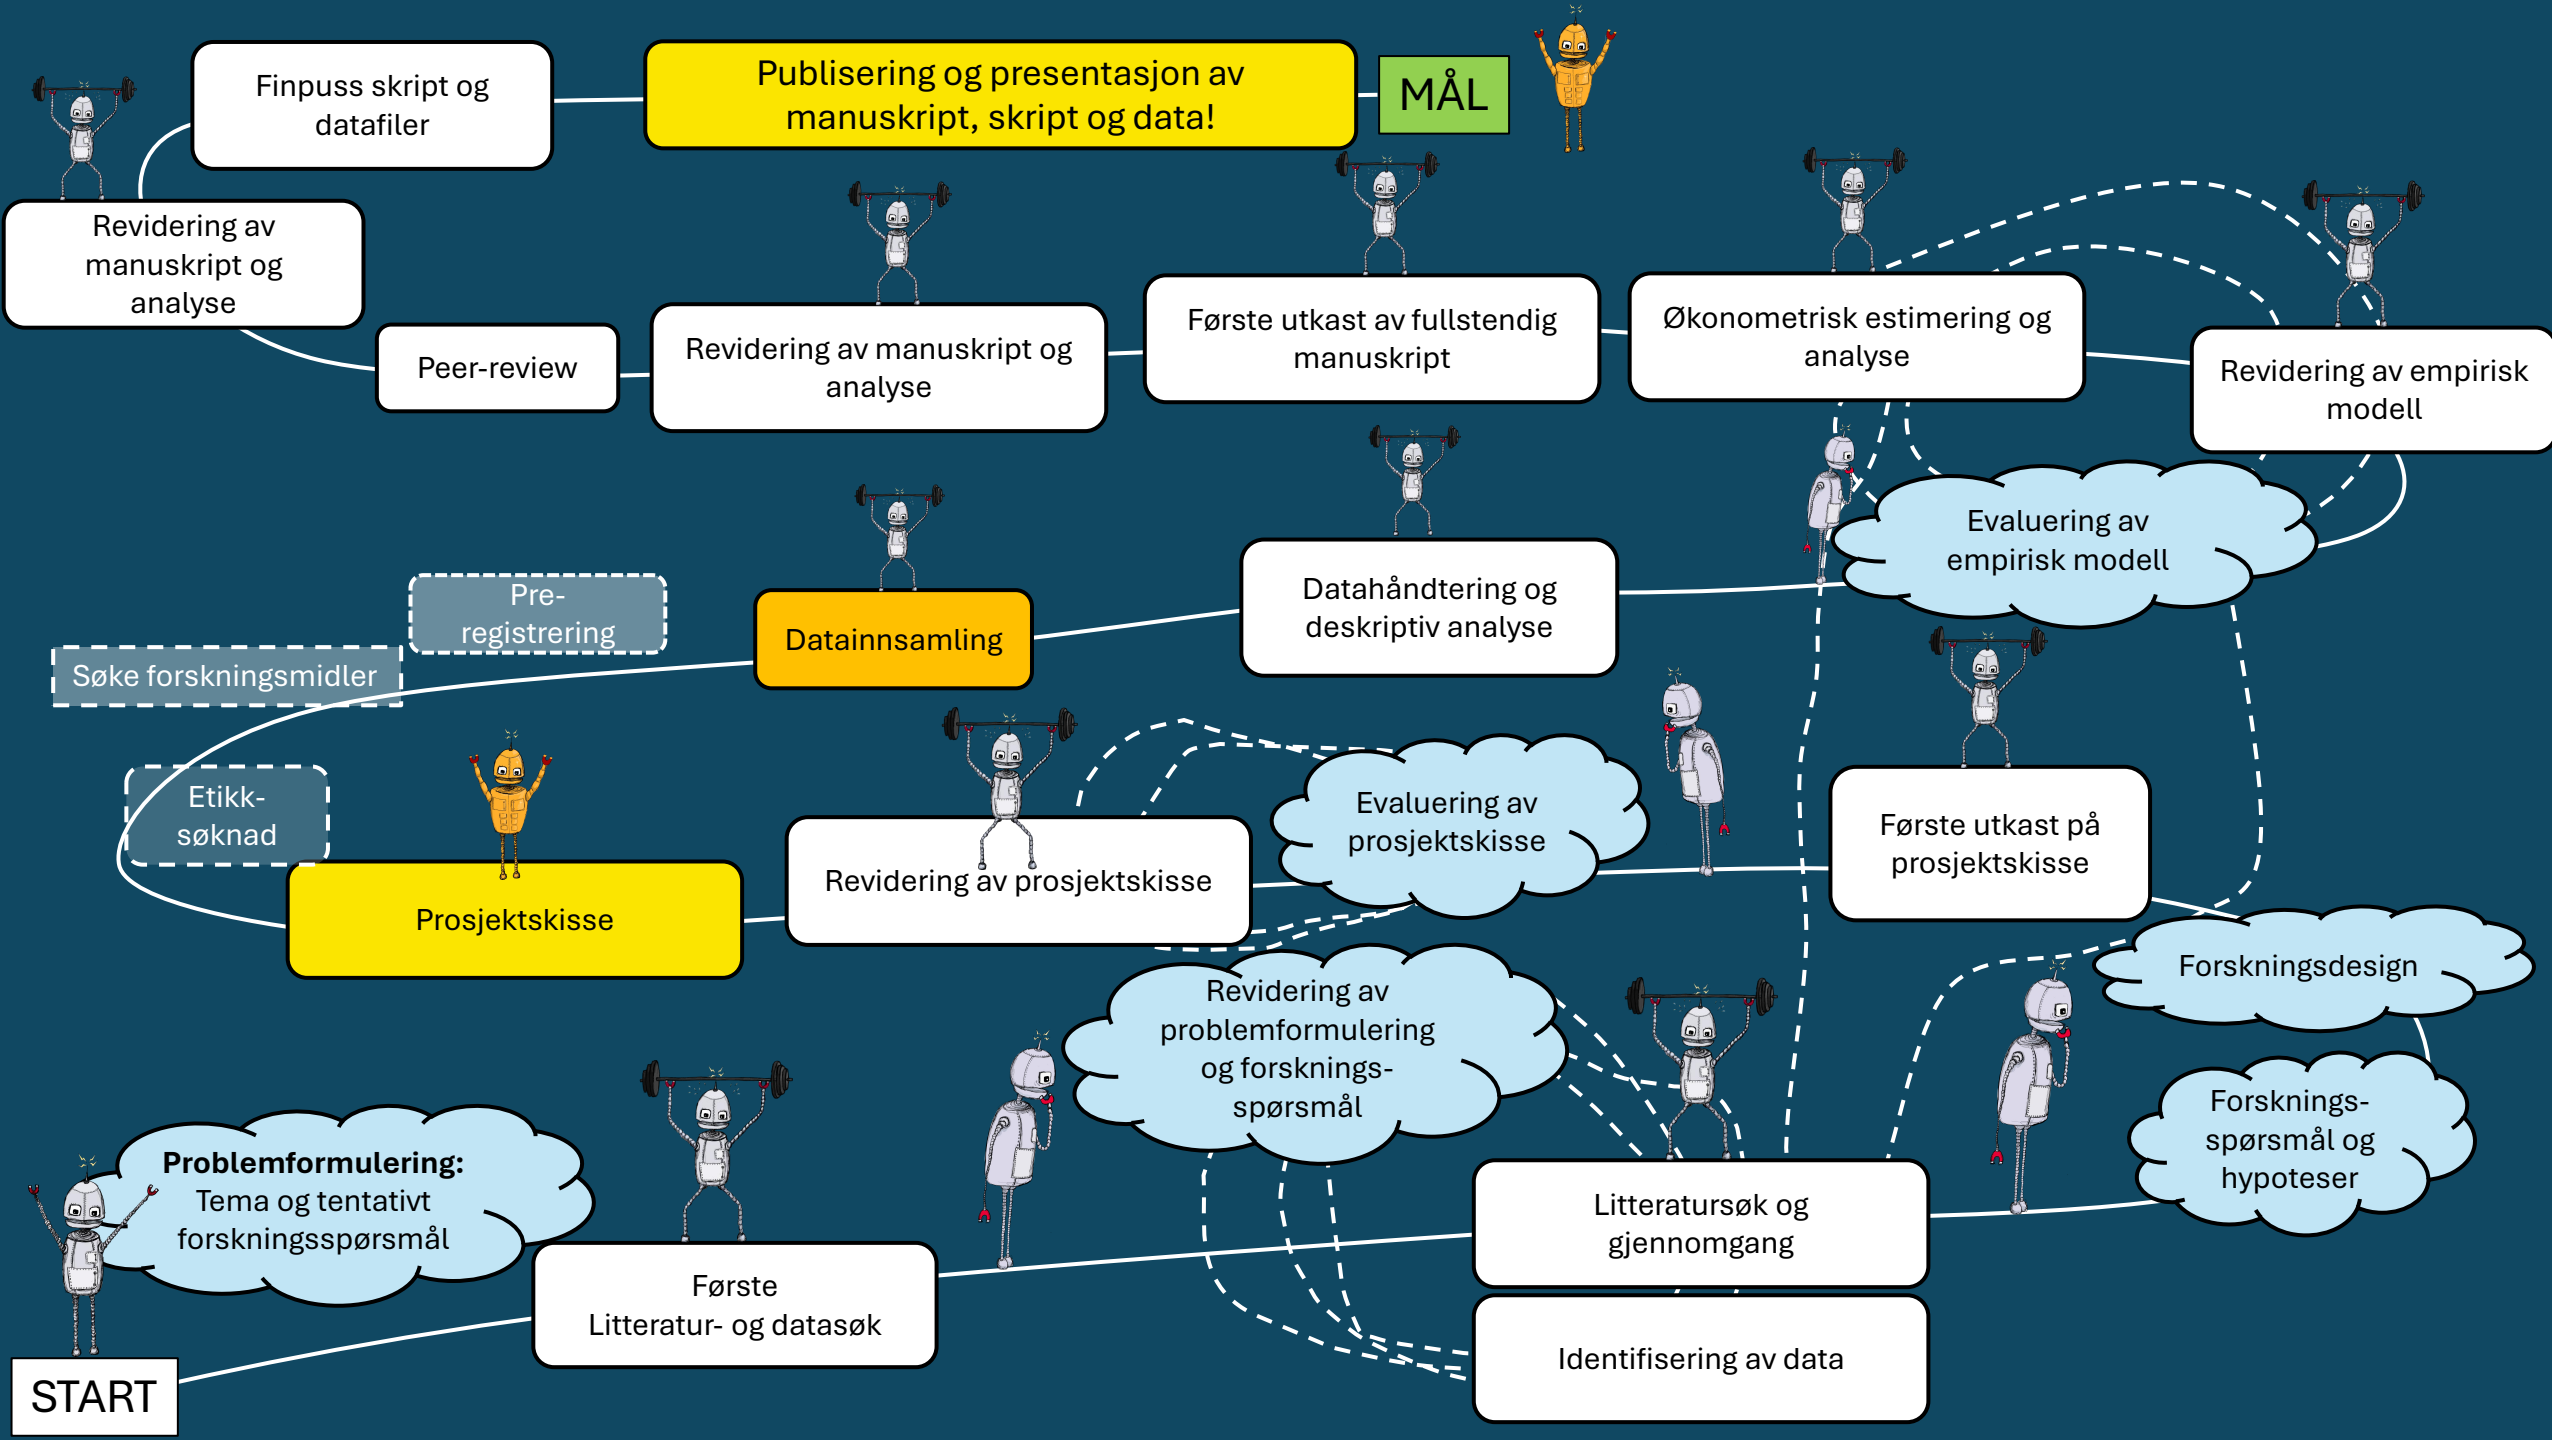 Finpuss skript og
datafiler
Publisering og presentasjon av
manuskript, skript og data!
MÅL
Revidering av
manuskript og
analyse
Peer-review
Revidering av manuskript og
analyse
Første utkast av fullstendig
manuskript
Økonometrisk estimering og
analyse
Revidering av empirisk
modell
Evaluering av
empirisk modell
Datahåndtering og
deskriptiv analyse
Datainnsamling
Pre-
registrering
Søke forskningsmidler
Etikk-
søknad
Prosjektskisse
Revidering av prosjektskisse
Evaluering av
prosjektskisse
Første utkast på
prosjektskisse
Forskningsdesign
Forsknings-
spørsmål og
hypoteser
Revidering av
problemformulering
og forsknings-
spørsmål
Litteratursøk og
gjennomgang
Identifisering av data
Problemformulering:
Tema og tentativt
forskningsspørsmål
Første
Litteratur- og datasøk
START